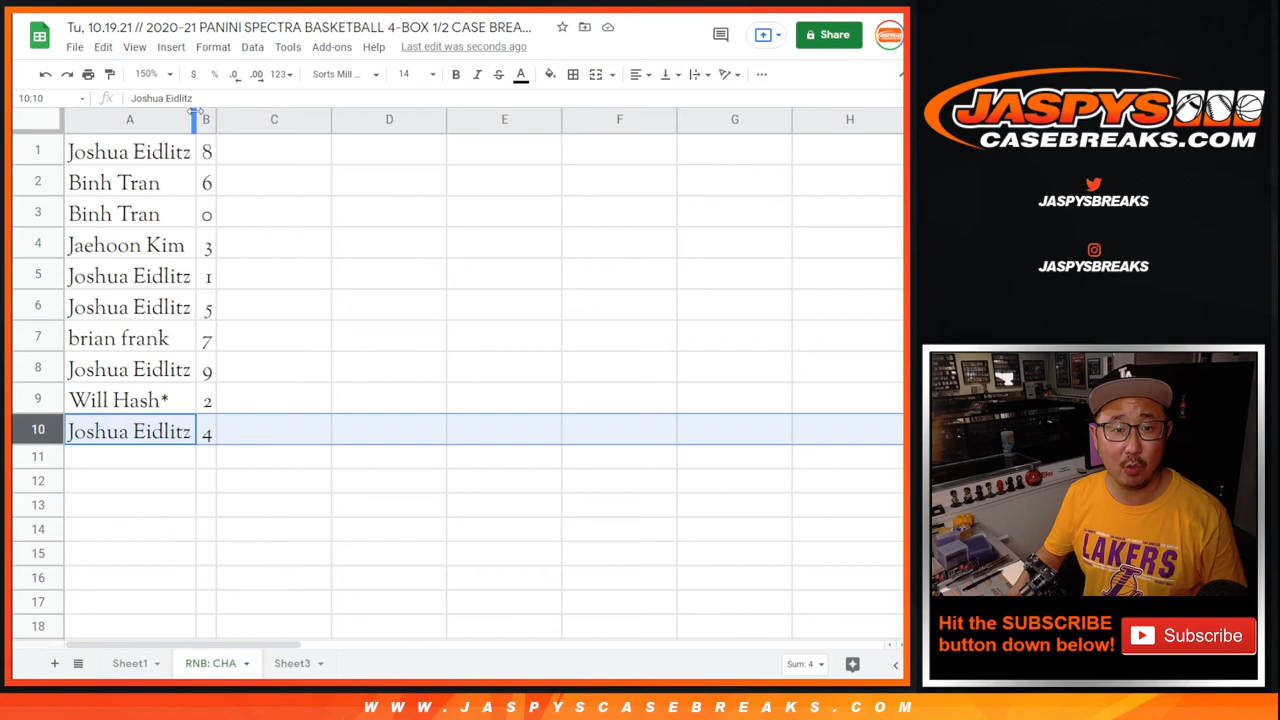 Tu, 10.19.21 // 2020-21 PANINI SPECTRA BASKETBALL 4-BOX 1/2 CASE BREA...
File Edit View Insert Format Data Tools Add-ons Help Last edit was seconds ago
Share
150% $ % .0 .00 123 Sorts Mill ... 14 B I S A
10:10 fx Joshua Eidlitz
A B C D E F G H
1 Joshua Eidlitz 8
2 Binh Tran 6
3 Binh Tran 0
4 Jaehoon Kim 3
5 Joshua Eidlitz 1
6 Joshua Eidlitz 5
7 brian frank 7
8 Joshua Eidlitz 9
9 Will Hash* 2
10 Joshua Eidlitz 4
11
12
13
14
15
16
17
18
Sheet1 RNB: CHA Sheet3 Sum: 4
JASPYS
CASEBREAKS.COM
JASPYSBREAKS
JASPYSBREAKS
LAKERS
Hit the SUBSCRIBE
button down below!
Subscribe
WWW.JASPYSCASEBREAKS.COM